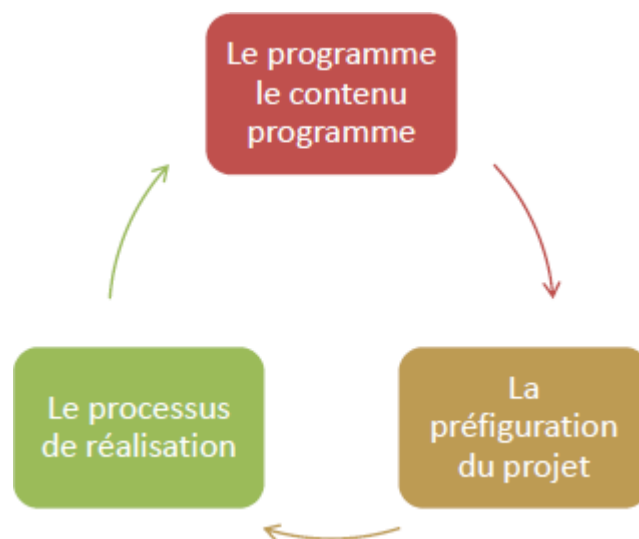 Le programme
le contenu
programme
La
préfiguration
du projet
Le processus
de réalisation